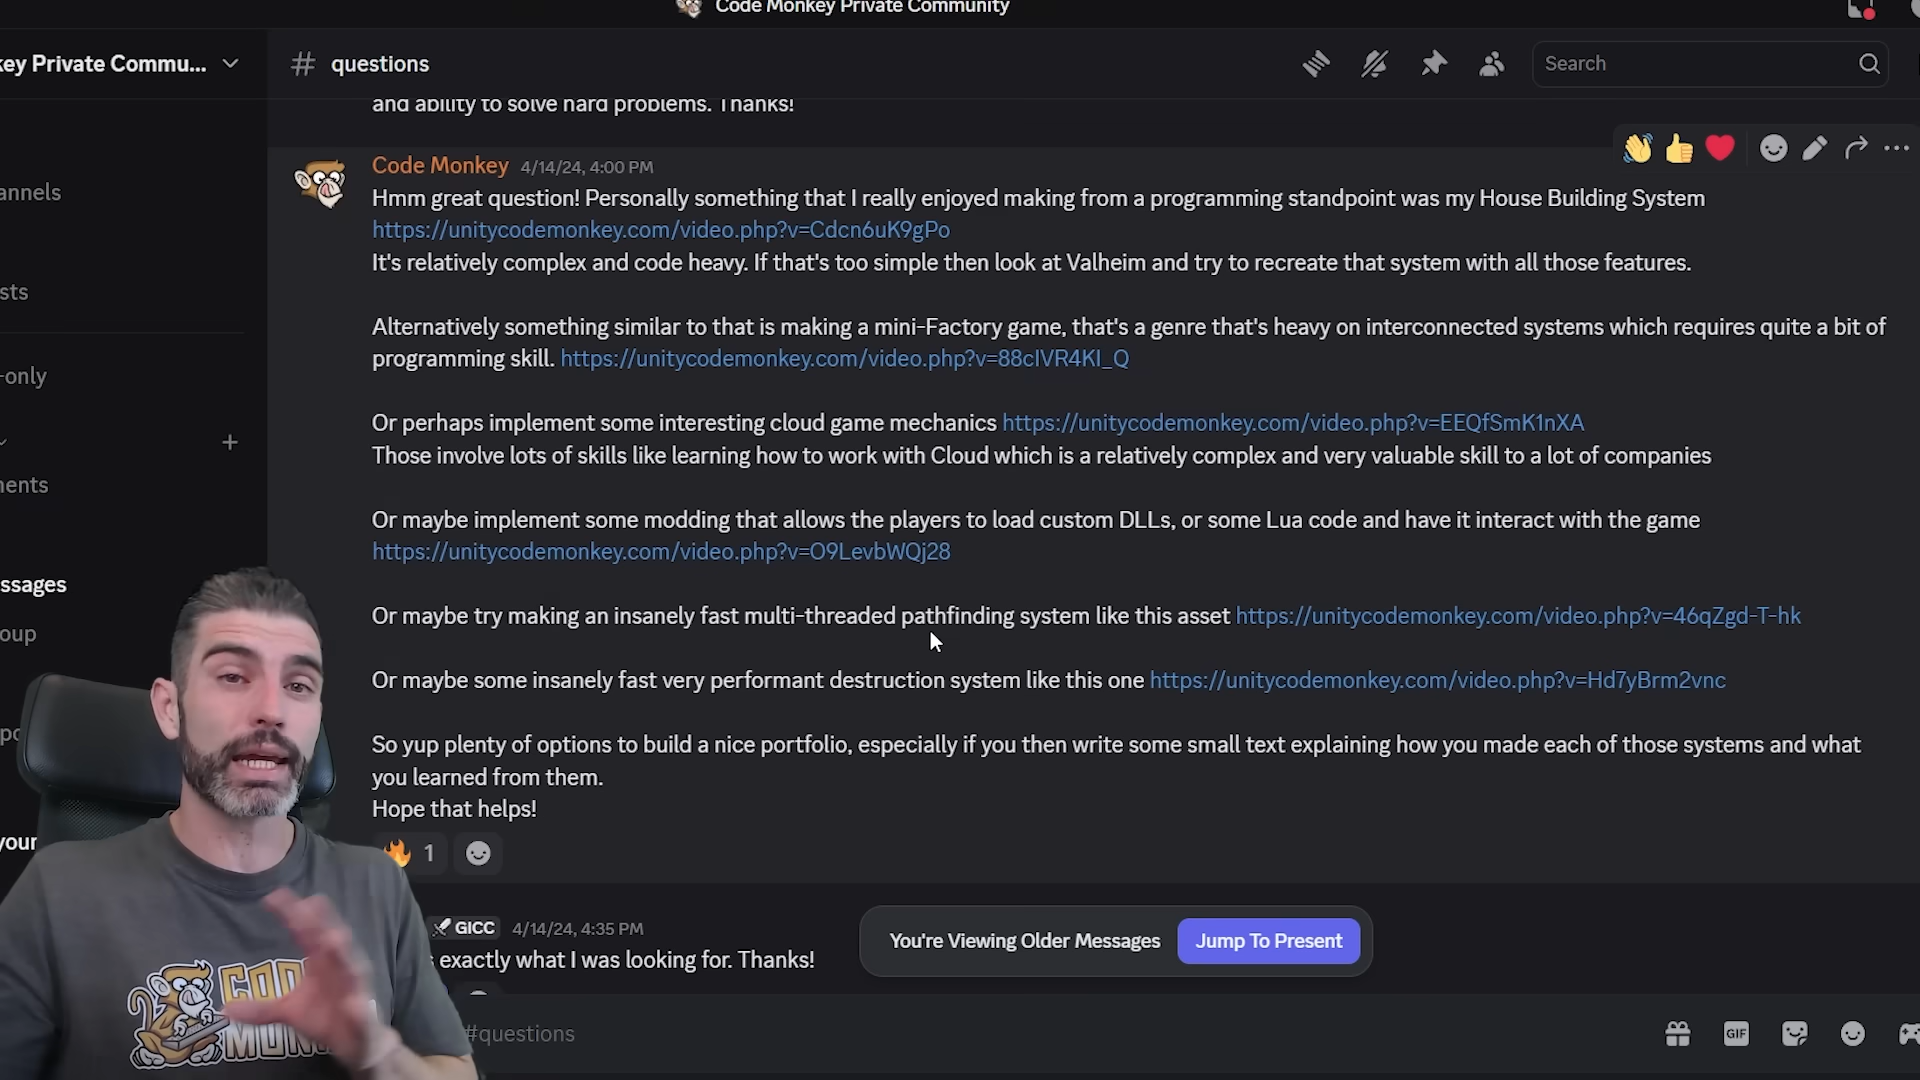 Code Monkey Private Community
key Private Commu...
# questions
Search
and ability to solve hard problems. Thanks!
annels
sts
-only
ments
ssages
oup
po
your
Code Monkey 4/14/24, 4:00 PM
Hmm great question! Personally something that I really enjoyed making from a programming standpoint was my House Building System
https://unitycodemonkey.com/video.php?v=Cdcn6uK9gPo
It's relatively complex and code heavy. If that's too simple then look at Valheim and try to recreate that system with all those features.
Alternatively something similar to that is making a mini-Factory game, that's a genre that's heavy on interconnected systems which requires quite a bit of
programming skill. https://unitycodemonkey.com/video.php?v=88cIVR4KI_Q
Or perhaps implement some interesting cloud game mechanics https://unitycodemonkey.com/video.php?v=EEQfSmK1nXA
Those involve lots of skills like learning how to work with Cloud which is a relatively complex and very valuable skill to a lot of companies
Or maybe implement some modding that allows the players to load custom DLLs, or some Lua code and have it interact with the game
https://unitycodemonkey.com/video.php?v=O9LevbWQj28
Or maybe try making an insanely fast multi-threaded pathfinding system like this asset https://unitycodemonkey.com/video.php?v=46qZgd-T-hk
Or maybe some insanely fast very performant destruction system like this one https://unitycodemonkey.com/video.php?v=Hd7yBrm2vnc
So yup plenty of options to build a nice portfolio, especially if you then write some small text explaining how you made each of those systems and what
you learned from them.
Hope that helps!
1
GICC 4/14/24, 4:35 PM
exactly what I was looking for. Thanks!
You're Viewing Older Messages
Jump To Present
#questions
GIF